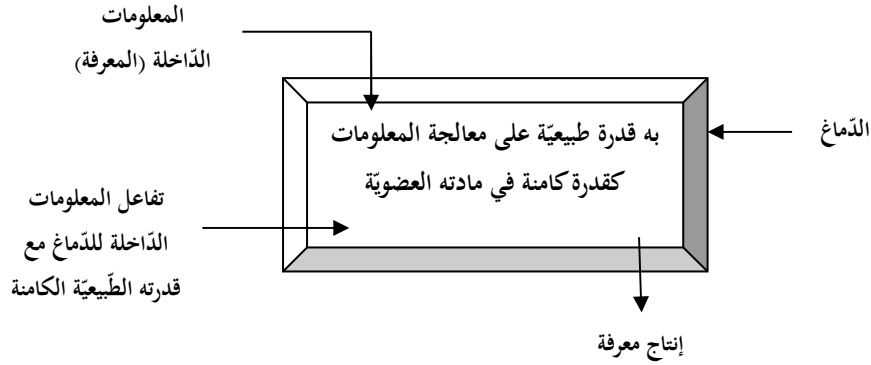 المعلومات
الدّاخلة (المعرفة)
به قدرة طبيعيّة على معالجة المعلومات
كقدرة كامنة في مادته العضويّة
الدّماغ
تفاعل المعلومات
الدّاخلة للدّماغ مع
قدرته الطّبيعيّة الكامنة
إنتاج معرفة